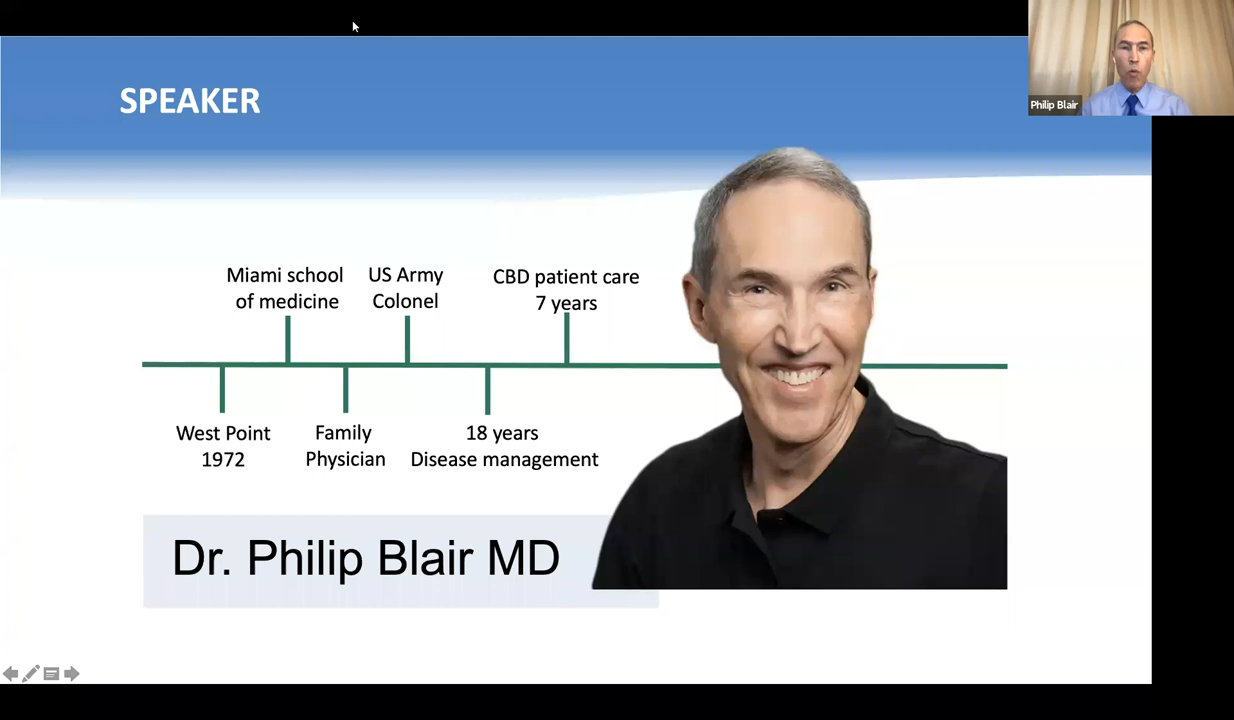 SPEAKER
Philip Blair
Miami school
of medicine
US Army
Colonel
CBD patient care
7 years
West Point
1972
Family
Physician
18 years
Disease management
Dr. Philip Blair MD